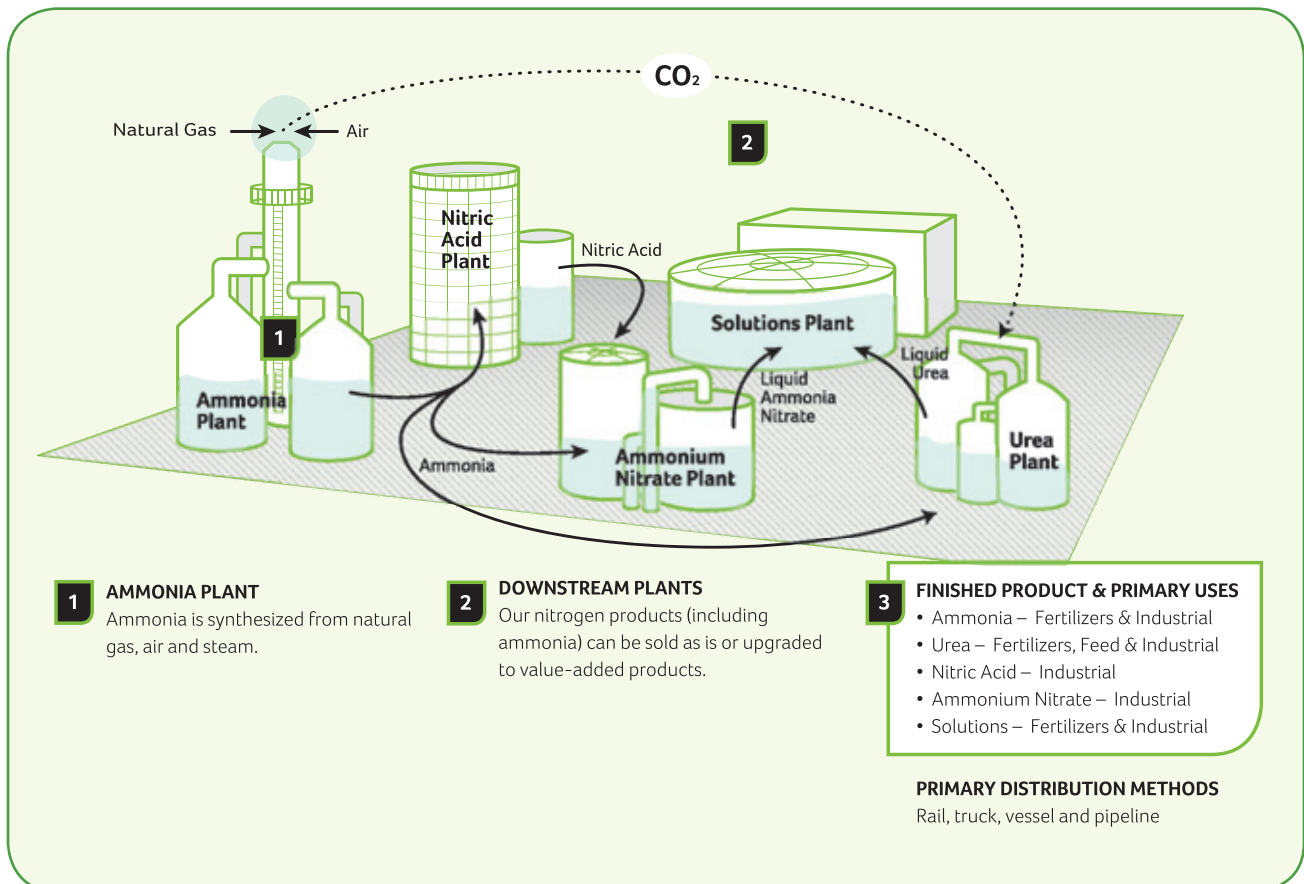 CO₂
Natural Gas
Air
2
Nitric
Acid
Plant
Nitric Acid
Solutions Plant
1
Liquid
Urea
Liquid
Ammonia
Nitrate
Ammonia
Plant
Urea
Plant
Ammonia
Ammonium
Nitrate Plant
1
AMMONIA PLANT
Ammonia is synthesized from natural
gas, air and steam.
2
DOWNSTREAM PLANTS
Our nitrogen products (including
ammonia) can be sold as is or upgraded
to value-added products.
3
FINISHED PRODUCT & PRIMARY USES
• Ammonia – Fertilizers & Industrial
• Urea – Fertilizers, Feed & Industrial
• Nitric Acid – Industrial
• Ammonium Nitrate – Industrial
• Solutions – Fertilizers & Industrial
PRIMARY DISTRIBUTION METHODS
Rail, truck, vessel and pipeline